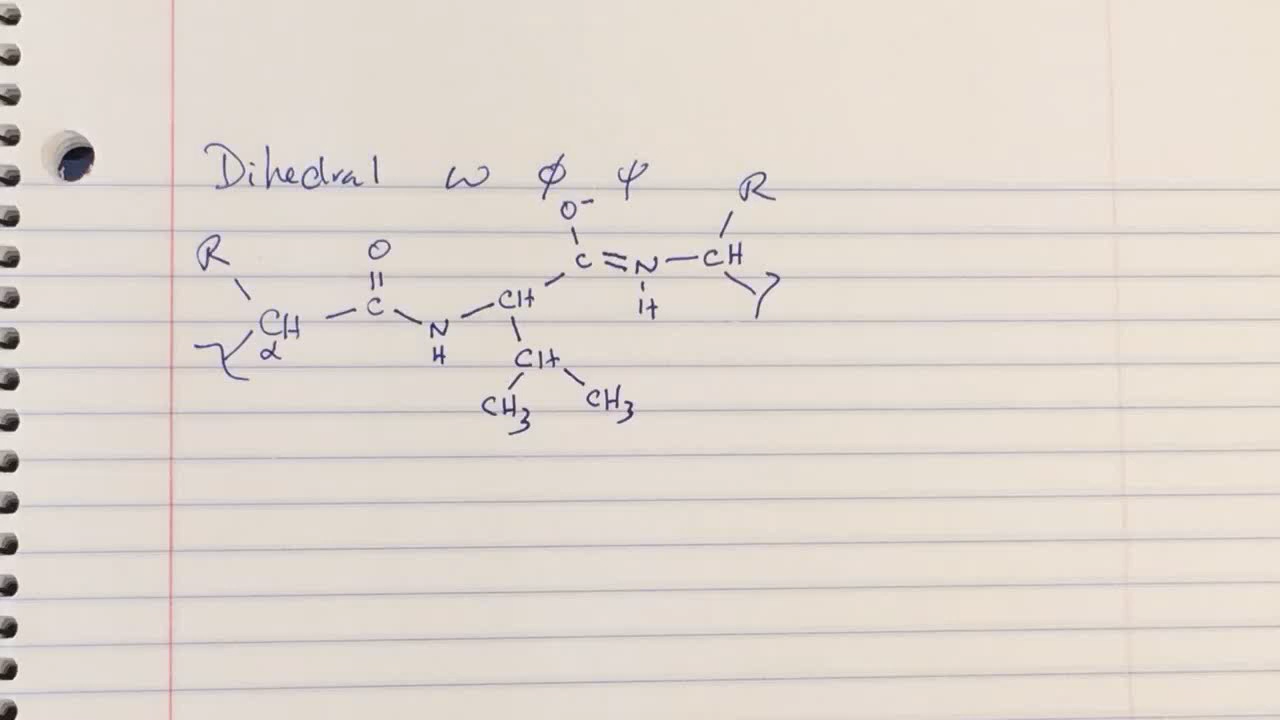 Dihedral ω φ ψ
O⁻ R
R O C=N—CH
C CH H
CH N
α H CH
CH₃ CH₃